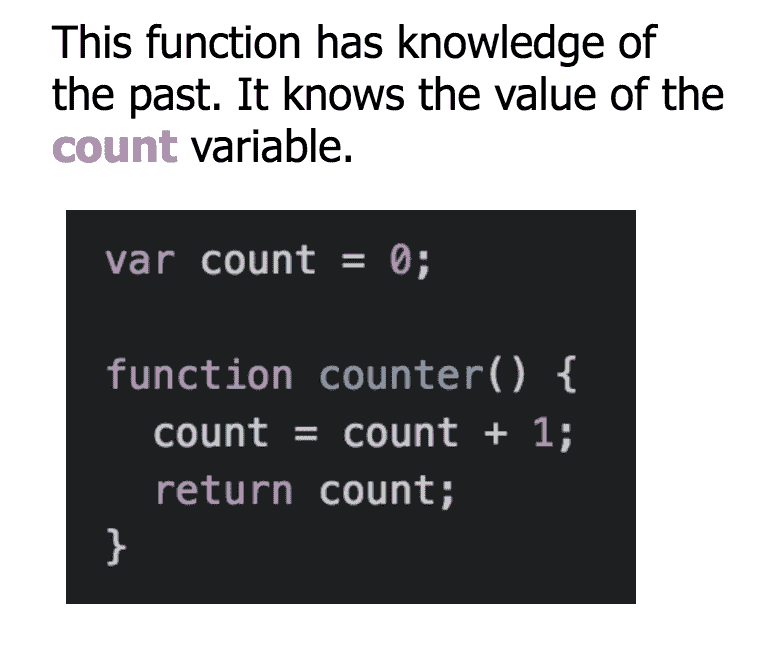 This function has knowledge of
the past. It knows the value of the
count variable.
var count = 0;
function counter() {
count = count + 1;
return count;
}